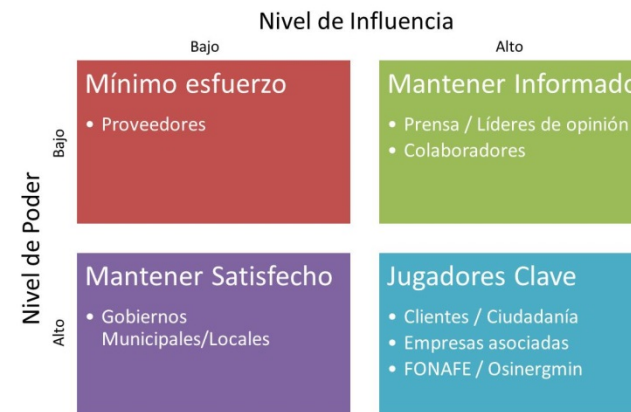 Nivel de Influencia
Bajo
Alto
Nivel de Poder
Bajo
Mínimo esfuerzo
• Proveedores
Mantener Informado
• Prensa / Líderes de opinión
• Colaboradores
Alto
Mantener Satisfecho
• Gobiernos
Municipales/Locales
Jugadores Clave
• Clientes / Ciudadanía
• Empresas asociadas
• FONAFE / Osinergmin